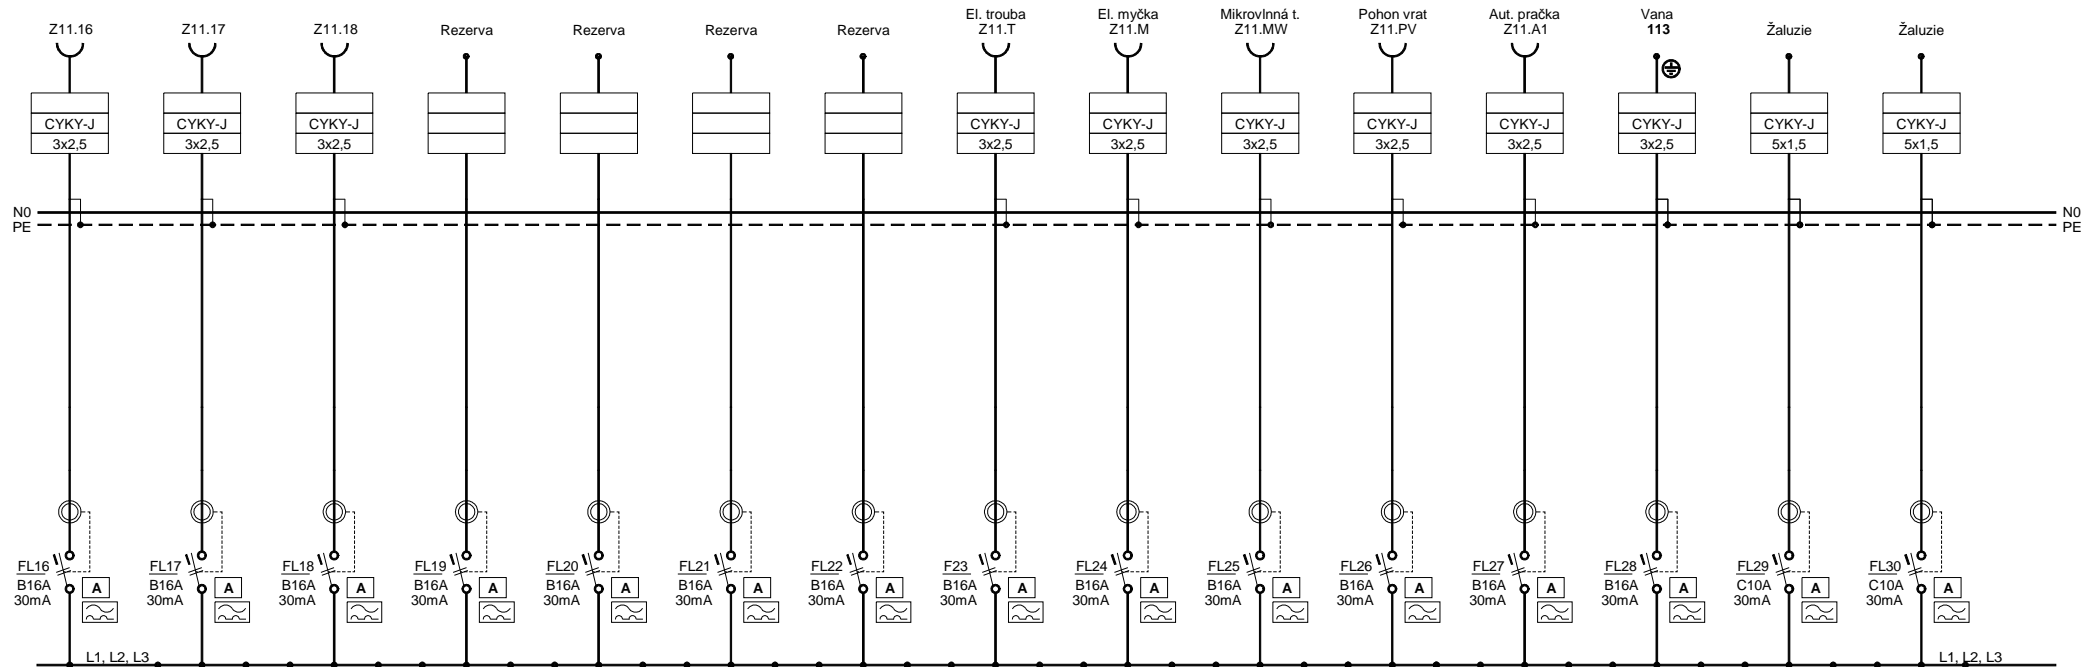 El. trouba El. myčka Mikrovlnná t. Pohon vrat Aut. pračka Vana
Z11.16 Z11.17 Z11.18 Rezerva Rezerva Rezerva Rezerva Z11.T Z11.M Z11.MW Z11.PV Z11.A1 113 Žaluzie Žaluzie
CYKY-J CYKY-J CYKY-J CYKY-J CYKY-J CYKY-J CYKY-J CYKY-J CYKY-J CYKY-J CYKY-J
3x2,5 3x2,5 3x2,5 3x2,5 3x2,5 3x2,5 3x2,5 3x2,5 3x2,5 5x1,5 5x1,5
N0 N0
PE PE
FL16 FL17 FL18 FL19 FL20 FL21 FL22 F23 FL24 FL25 FL26 FL27 FL28 FL29 FL30
B16A A B16A A B16A A B16A A B16A A B16A A B16A A B16A A B16A A B16A A B16A A B16A A B16A A C10A A C10A A
30mA 30mA 30mA 30mA 30mA 30mA 30mA 30mA 30mA 30mA 30mA 30mA 30mA 30mA 30mA
L1, L2, L3 L1, L2, L3